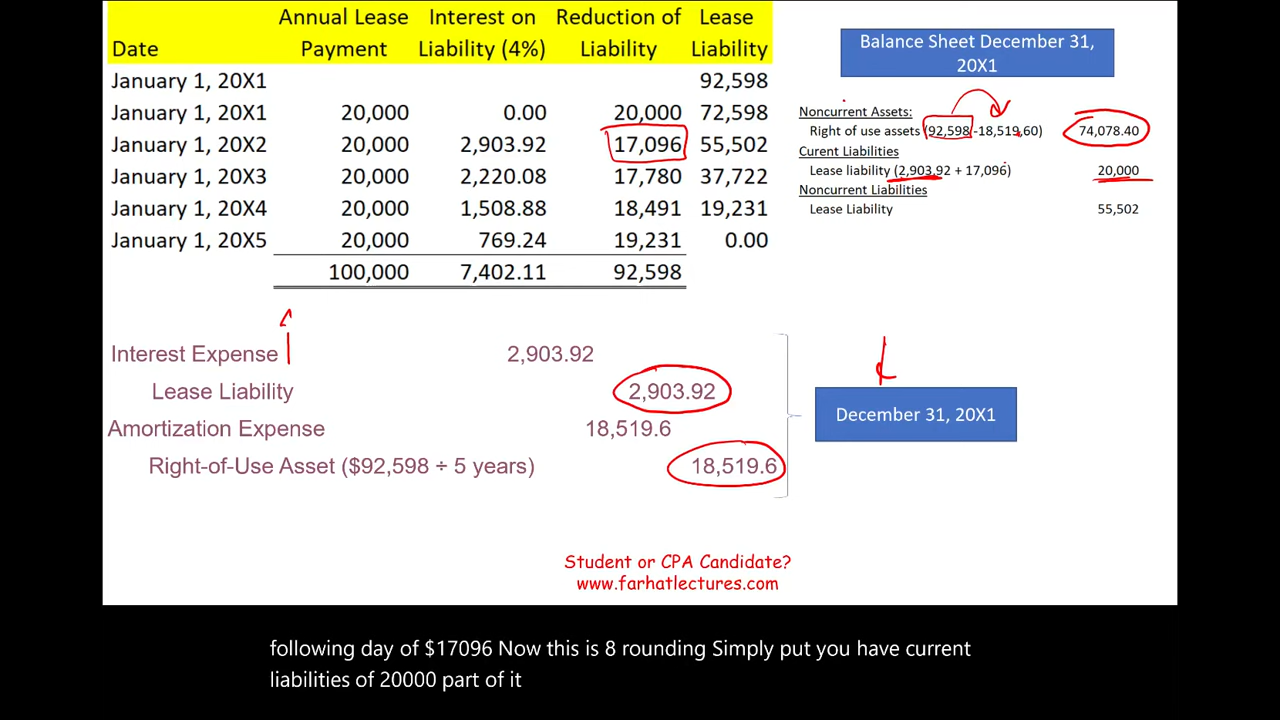 Annual Lease Interest on Reduction of Lease
Date Payment Liability (4%) Liability Liability
January 1, 20X1 92,598
January 1, 20X1 20,000 0.00 20,000 72,598
January 1, 20X2 20,000 2,903.92 17,096 55,502
January 1, 20X3 20,000 2,220.08 17,780 37,722
January 1, 20X4 20,000 1,508.88 18,491 19,231
January 1, 20X5 20,000 769.24 19,231 0.00
100,000 7,402.11 92,598
Balance Sheet December 31,
20X1
Noncurrent Assets:
Right of use assets (92,598 -18,519.60) 74,078.40
Curent Liabilities
Lease liability (2,903.92 + 17,096) 20,000
Noncurrent Liabilities
Lease Liability 55,502
Interest Expense 2,903.92
Lease Liability 2,903.92
Amortization Expense 18,519.6
Right-of-Use Asset ($92,598 ÷ 5 years) 18,519.6
December 31, 20X1
Student or CPA Candidate?
www.farhatlectures.com
following day of $17096 Now this is 8 rounding Simply put you have current
liabilities of 20000 part of it